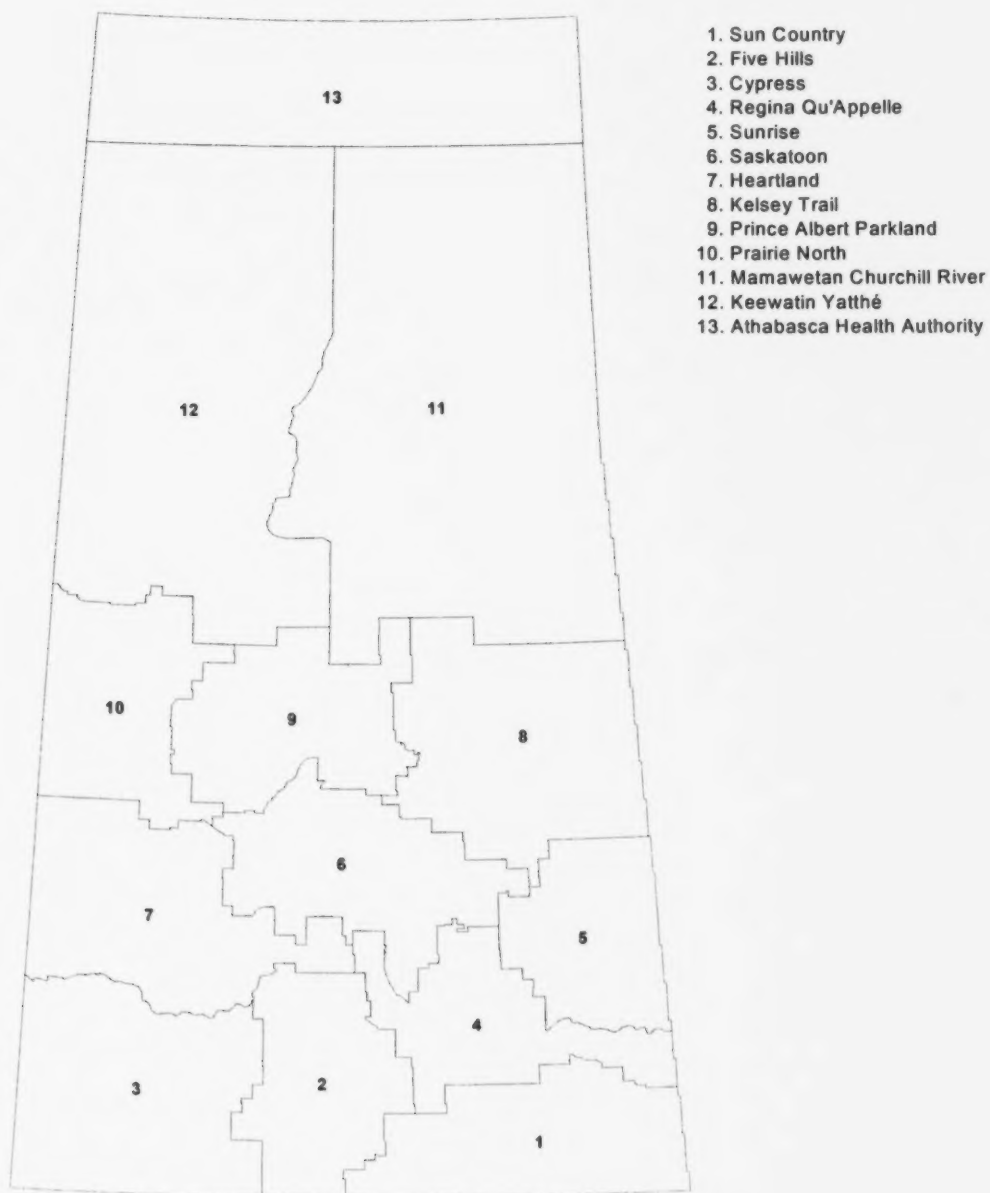 1. Sun Country
2. Five Hills
3. Cypress
4. Regina Qu'Appelle
5. Sunrise
6. Saskatoon
7. Heartland
8. Kelsey Trail
9. Prince Albert Parkland
10. Prairie North
11. Mamawetan Churchill River
12. Keewatin Yatthé
13. Athabasca Health Authority
13
12
11
10
9
8
6
7
5
4
3
2
1